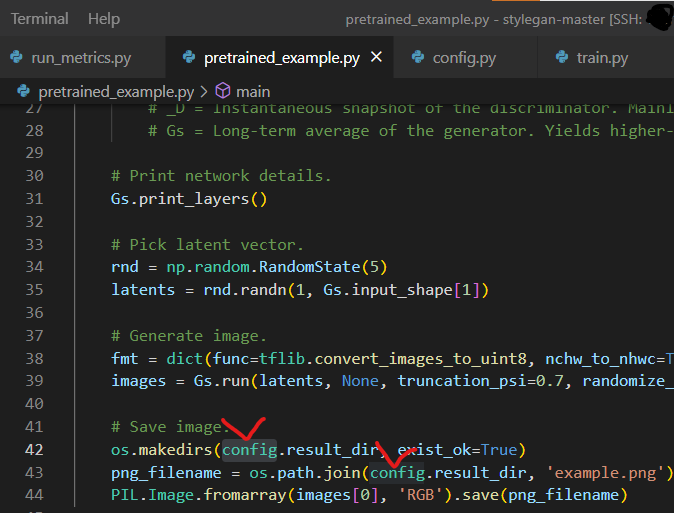 Terminal Help pretrained_example.py - stylegan-master [SSH:
run_metrics.py pretrained_example.py config.py train.py
pretrained_example.py > main
27 # _D = Instantaneous snapshot of the discriminator. Mainl
28 # Gs = Long-term average of the generator. Yields higher-
29
30 # Print network details.
31 Gs.print_layers()
32
33 # Pick latent vector.
34 rnd = np.random.RandomState(5)
35 latents = rnd.randn(1, Gs.input_shape[1])
36
37 # Generate image.
38 fmt = dict(func=tflib.convert_images_to_uint8, nchw_to_nhwc=T
39 images = Gs.run(latents, None, truncation_psi=0.7, randomize_
40
41 # Save image.
42 os.makedirs(config.result_dir, exist_ok=True)
43 png_filename = os.path.join(config.result_dir, 'example.png')
44 PIL.Image.fromarray(images[0], 'RGB').save(png_filename)